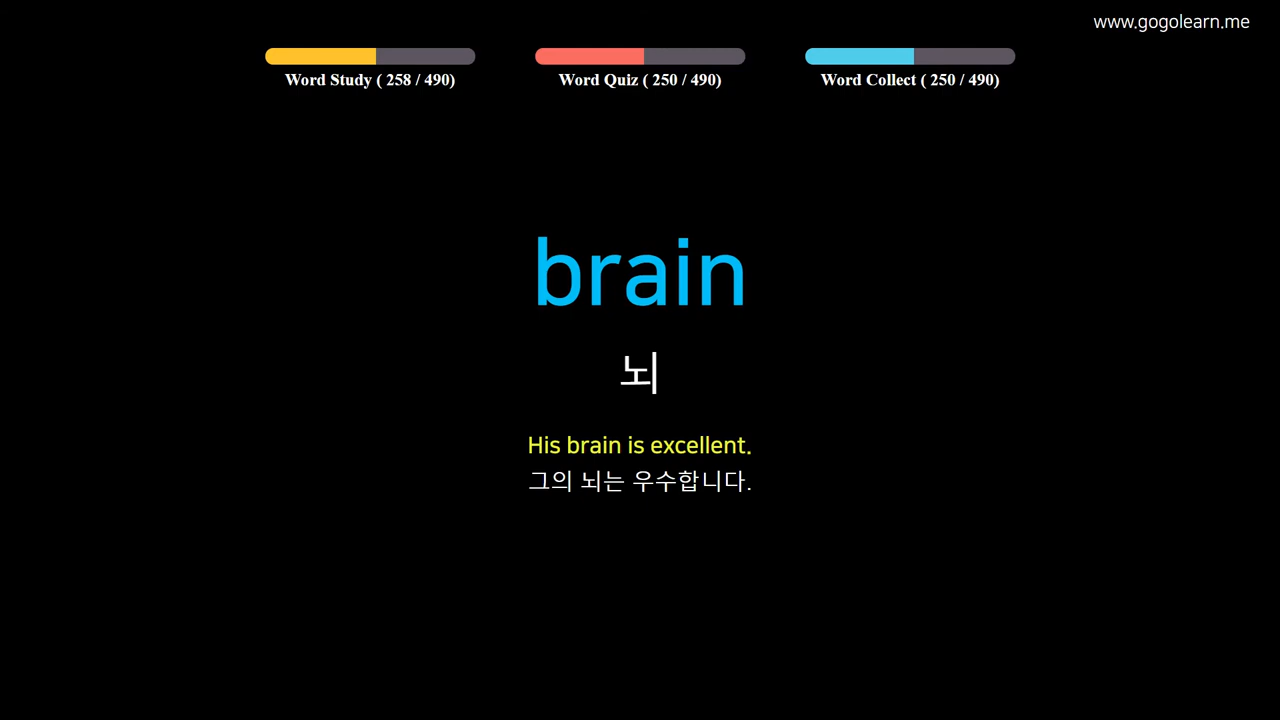 www.gogolearn.me
Word Study ( 258 / 490)
Word Quiz ( 250 / 490)
Word Collect ( 250 / 490)
brain
뇌
His brain is excellent.
그의 뇌는 우수합니다.